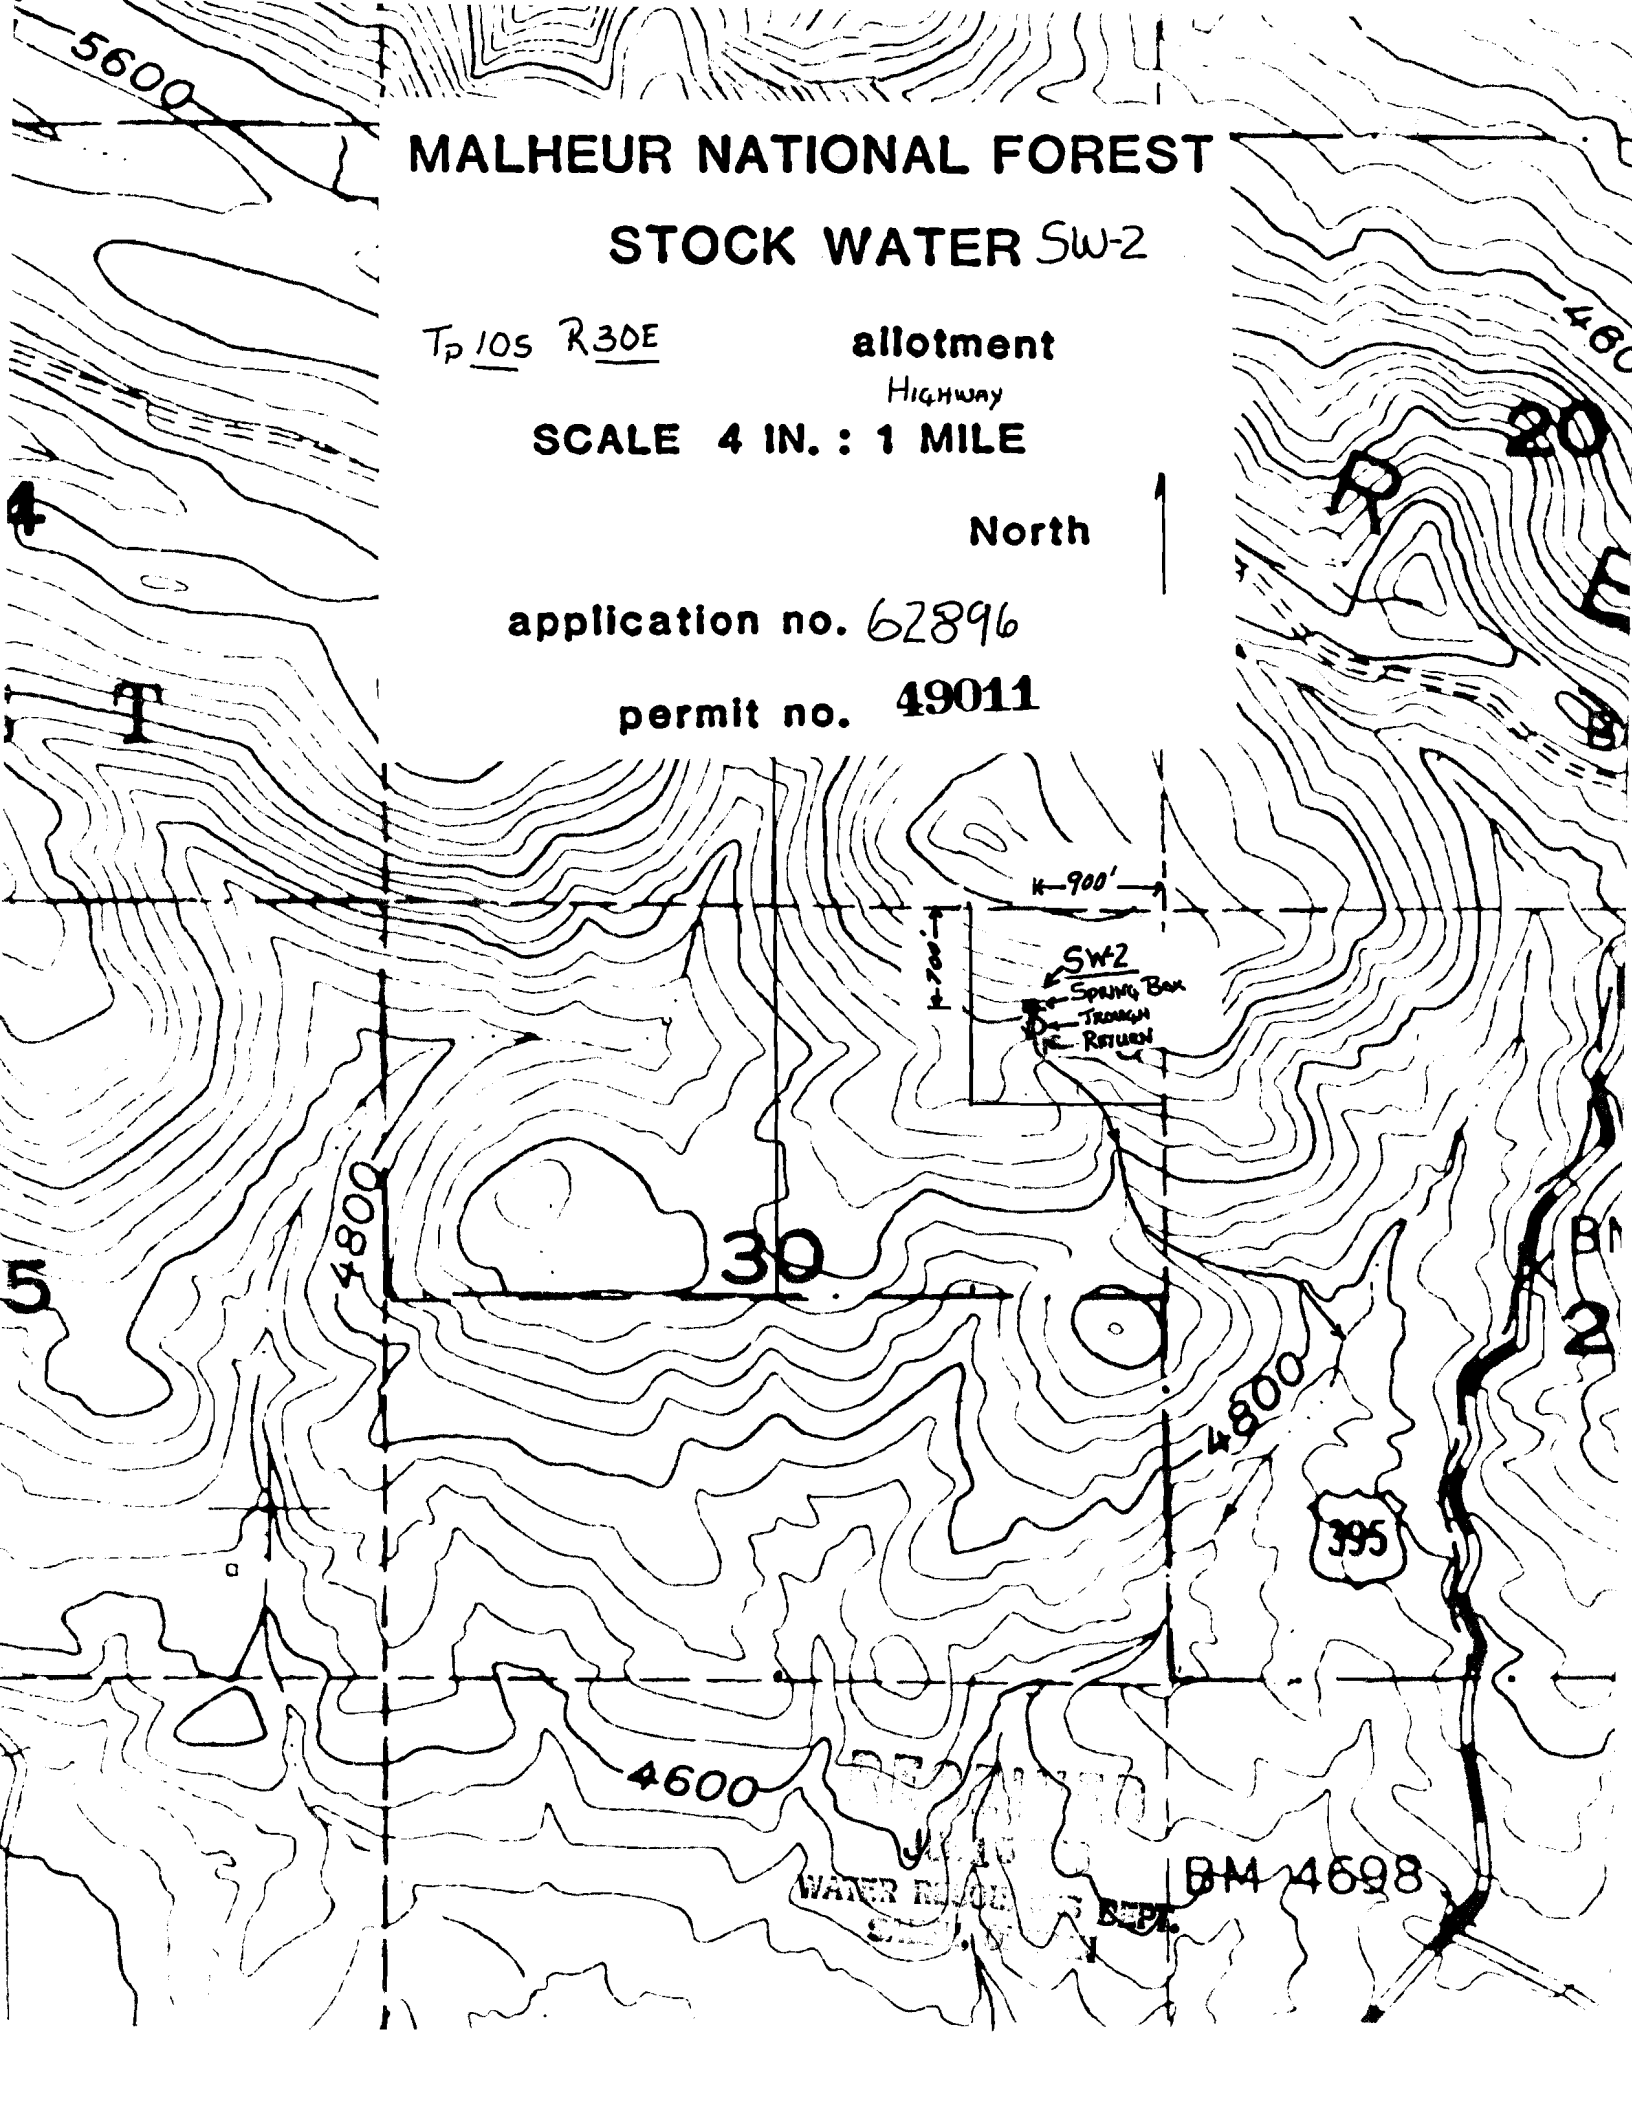 5600
MALHEUR NATIONAL FOREST
STOCK WATER SW-2
Tp 10S R30E allotment
HIGHWAY
SCALE 4 IN. : 1 MILE
North
application no. 62896
permit no. 49011
20
R
E
4
T
900'
700'
SW-2
SPRING BOX
TROUGH
RETURN
4800
30
5
2
4800
395
4600
WATER DEPT.
BM 4698